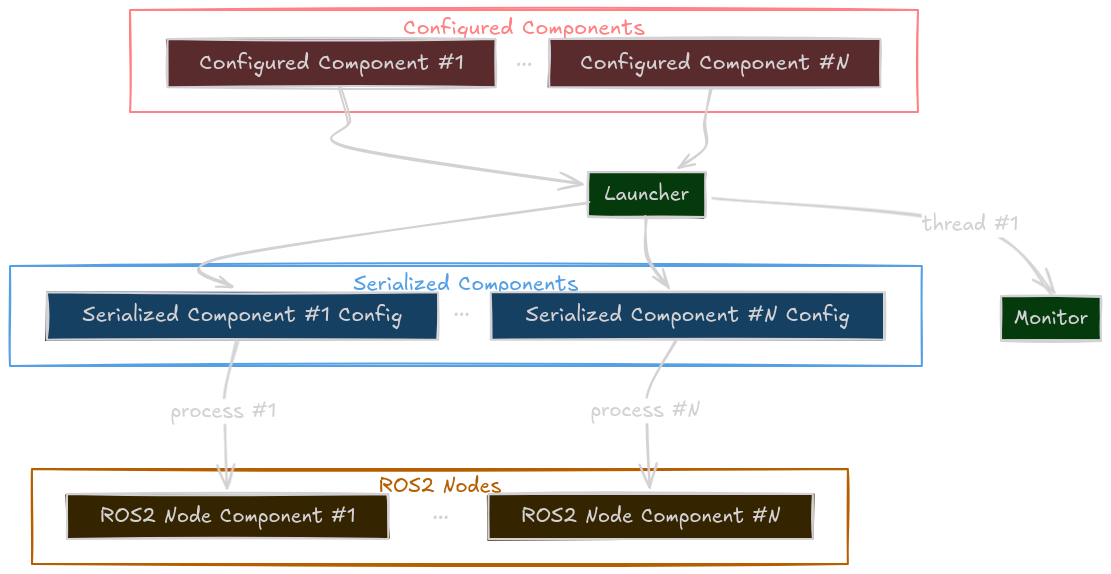 Configured Components
Configured Component #1
...
Configured Component #N
Launcher
thread #1
Serialized Components
Serialized Component #1 Config
...
Serialized Component #N Config
Monitor
process #1
process #N
ROS2 Nodes
ROS2 Node Component #1
...
ROS2 Node Component #N